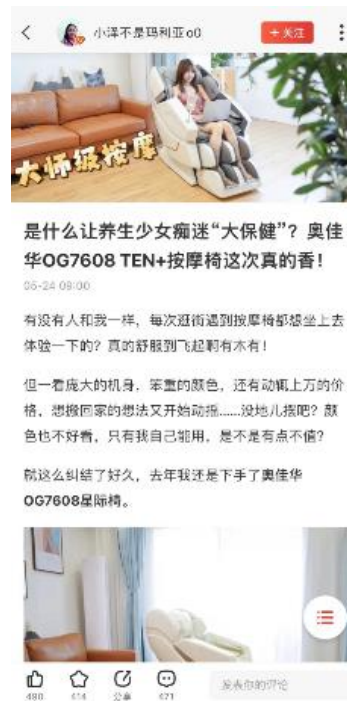 小泽不是玛利亚o0
+关注
大师级按摩
是什么让养生少女痴迷“大保健”？奥佳
华OG7608 TEN+按摩椅这次真的香！
05-24 09:00
有没有人和我一样，每次逛街遇到按摩椅都想坐上去
体验一下的？真的舒服到飞起啊有木有！
但一看庞大的机身，笨重的颜色，还有动辄上万的价
格，想搬回家的想法又开始动摇……没地儿摆吧？颜
色也不好看，只有我自己能用，是不是有点不值？
就这么纠结了好久，去年我还是下手了奥佳华
OG7608星际椅。
480
414
分享
421
发表你的评论